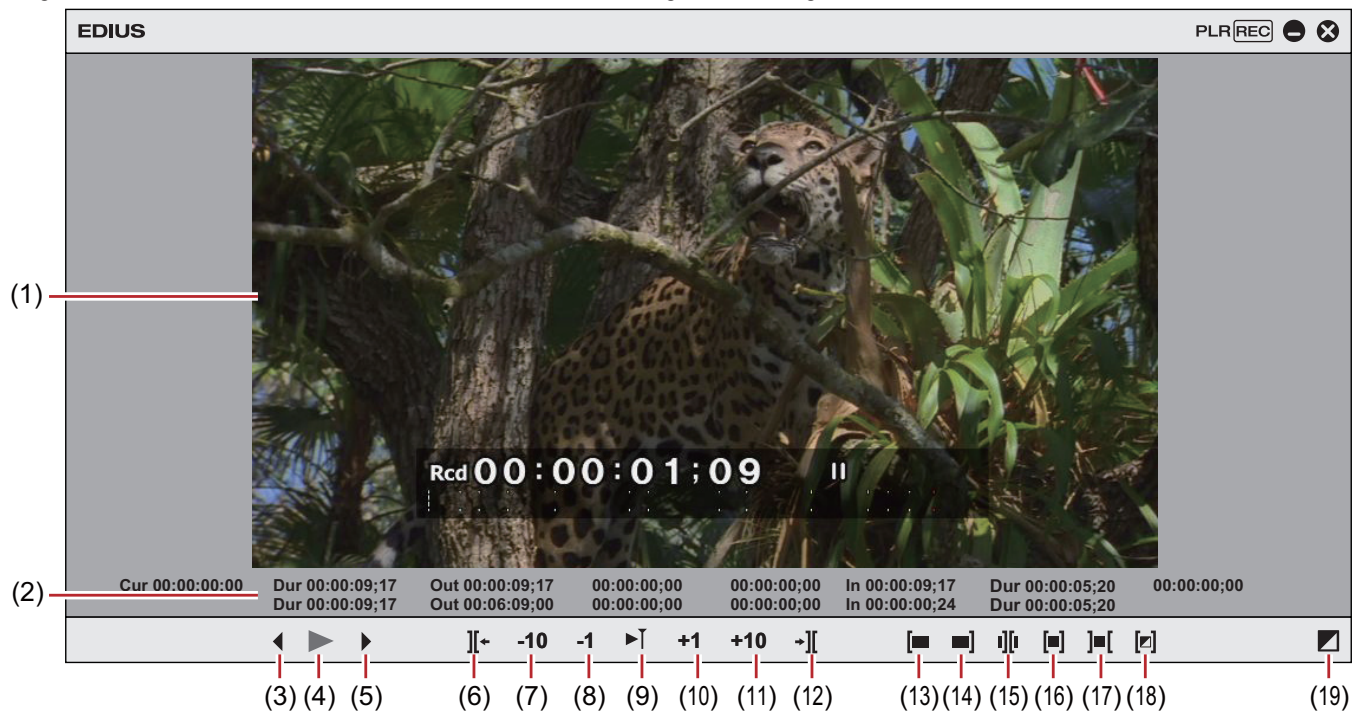 EDIUS PLR REC
(1)
Rcd 00:00:01;09
(2)
Cur 00:00:00:00 Dur 00:00:09;17 Out 00:00:09;17 00:00:00;00 00:00:00;00 In 00:00:09;17 Dur 00:00:05;20 00:00:00;00
Dur 00:00:09;17 Out 00:06:09;00 00:00:00;00 00:00:00;00 In 00:00:00;24 Dur 00:00:05;20
-10 -1 +1 +10
(3) (4) (5) (6) (7) (8) (9) (10) (11) (12) (13) (14) (15) (16) (17) (18) (19)